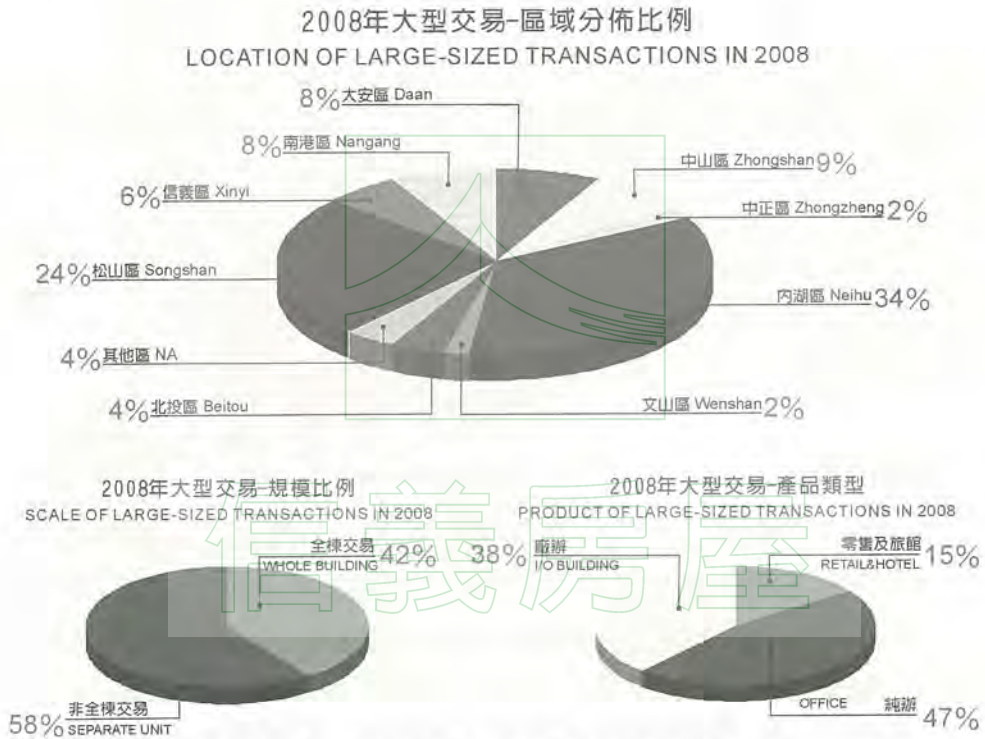 2008年大型交易-區域分佈比例
LOCATION OF LARGE-SIZED TRANSACTIONS IN 2008
8% 大安區 Daan
8% 南港區 Nangang
中山區 Zhongshan 9%
6% 信義區 Xinyi
中正區 Zhongzheng 2%
24% 松山區 Songshan
內湖區 Neihu 34%
4% 其他區 NA
4% 北投區 Beitou
文山區 Wenshan 2%
2008年大型交易-規模比例
SCALE OF LARGE-SIZED TRANSACTIONS IN 2008
全棟交易 42%
WHOLE BUILDING
58% 非全棟交易
SEPARATE UNIT
2008年大型交易-產品類型
PRODUCT OF LARGE-SIZED TRANSACTIONS IN 2008
38% 廠辦
I/O BUILDING
零售及旅館 15%
RETAIL&HOTEL
OFFICE 純辦 47%
信義房屋